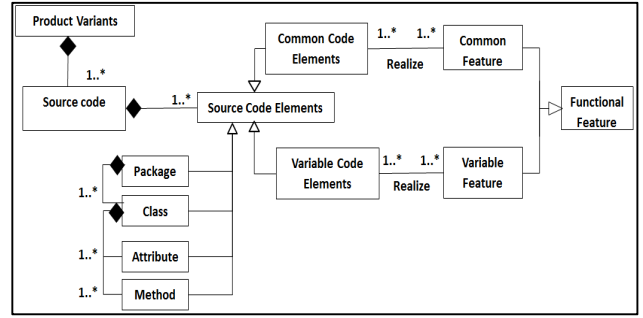 Product Variants
1..*
Source code
1..*
Source Code Elements
Common Code
Elements
1..* 1..*
Realize
Common
Feature
Functional
Feature
Variable Code
Elements
1..* 1..*
Realize
Variable
Feature
Package
1..*
Class
1..*
Attribute
1..*
Method